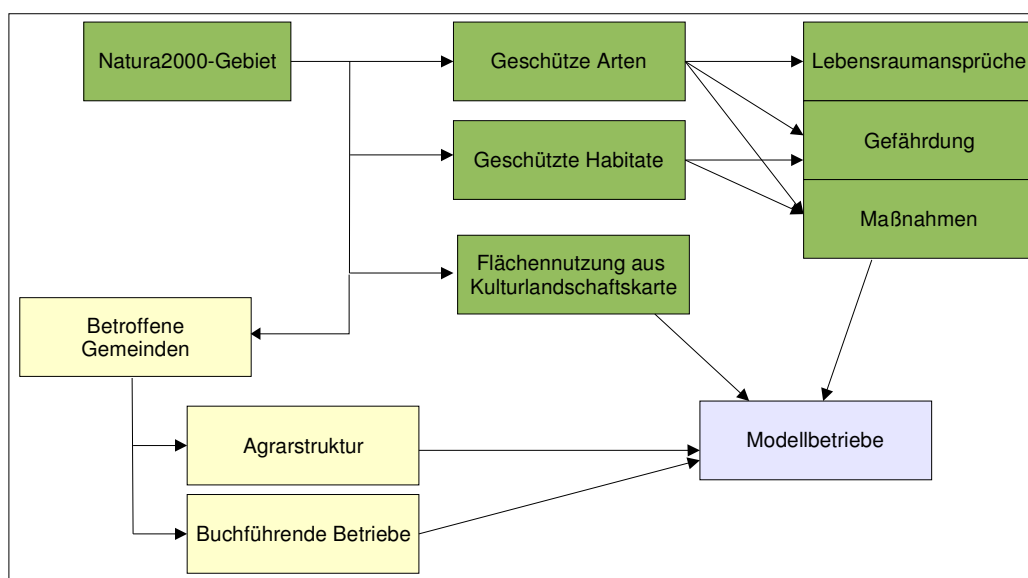 Natura2000-Gebiet
Geschütze Arten
Lebensraumansprüche
Geschützte Habitate
Gefährdung
Maßnahmen
Flächennutzung aus
Kulturlandschaftskarte
Betroffene
Gemeinden
Agrarstruktur
Modellbetriebe
Buchführende Betriebe